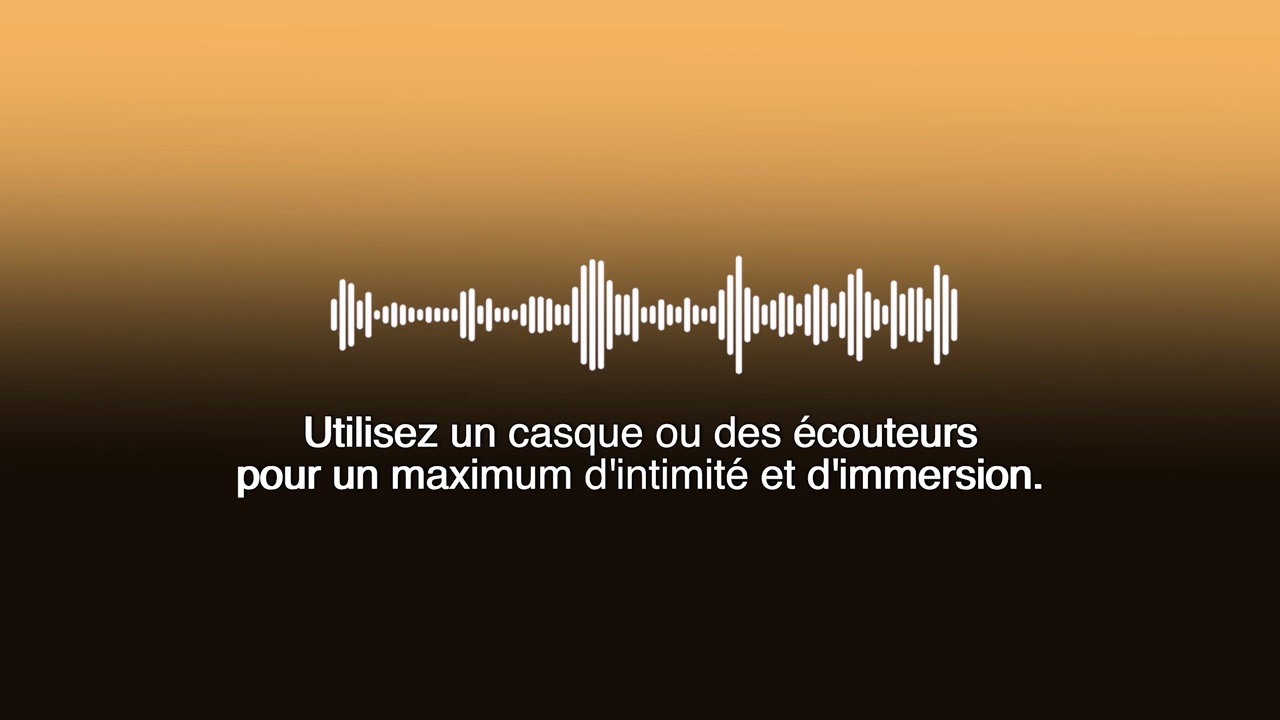 Utilisez un casque ou des écouteurs
pour un maximum d'intimité et d'immersion.